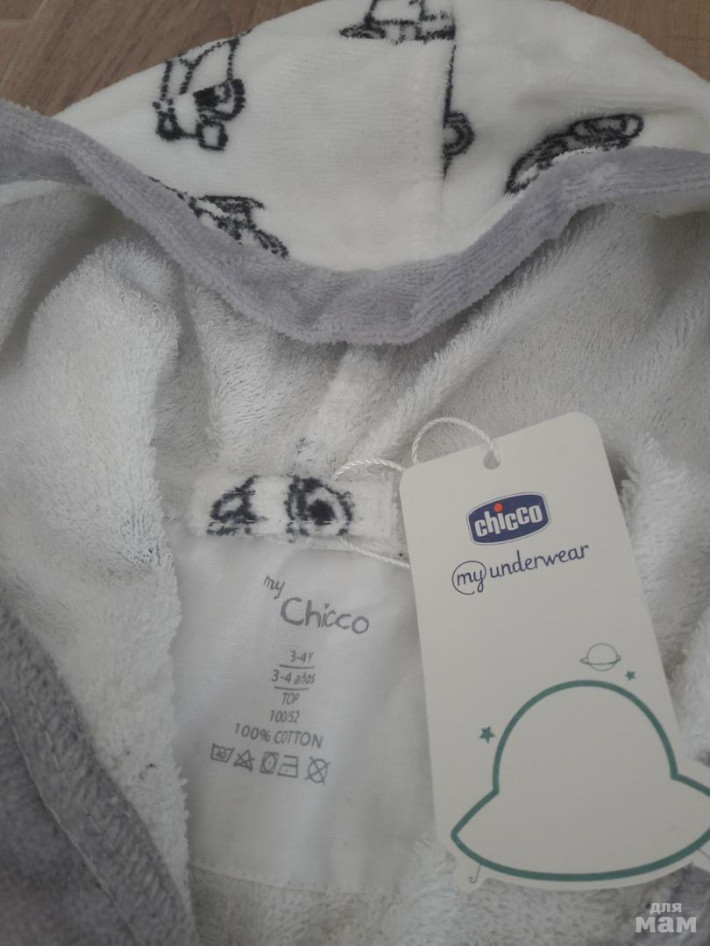 chicco
my underwear
my
Chicco
3-4Y
3-4 años
TOP
100/52
100% COTTON
для
мам